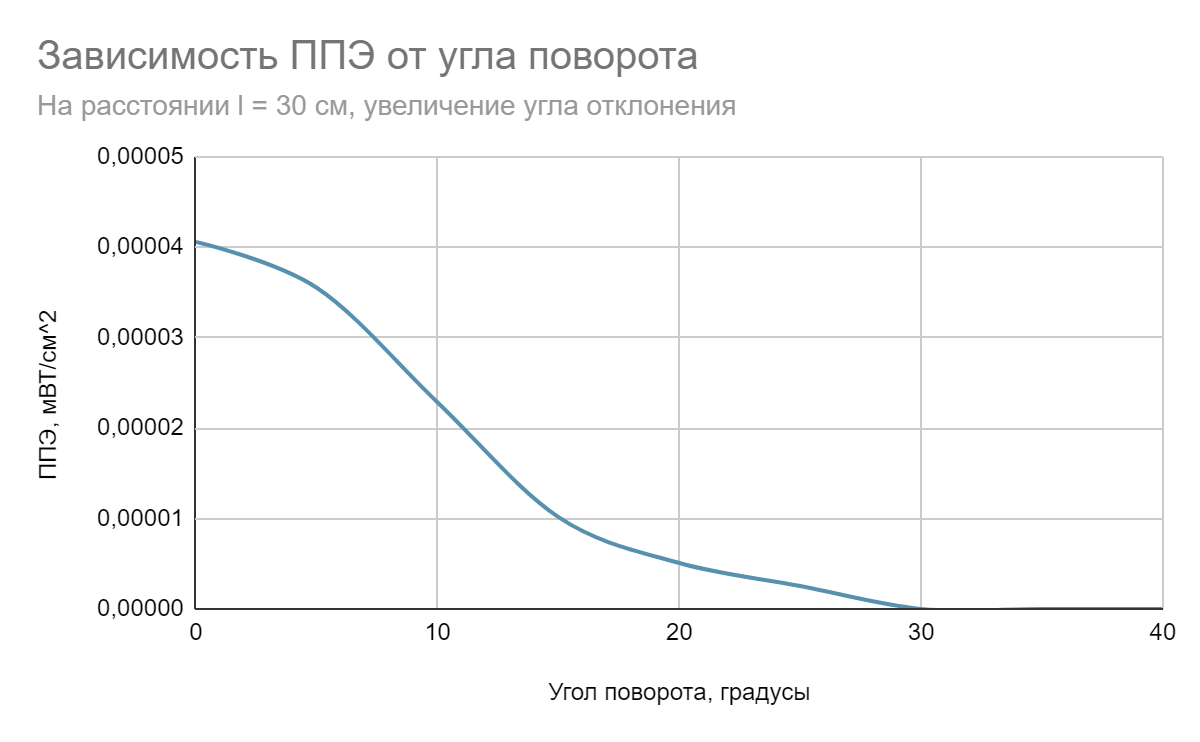 Зависимость ППЭ от угла поворота
На расстоянии l = 30 см, увеличение угла отклонения
0,00005
0,00004
0,00003
0,00002
0,00001
0,00000
ППЭ, мВТ/см^2
0 10 20 30 40
Угол поворота, градусы